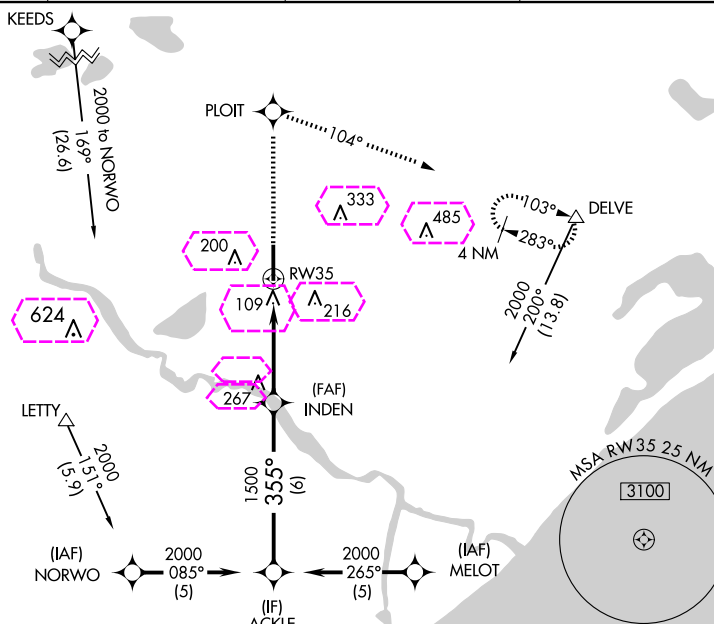 KEEDS
2000 to NORWO
169°
(26.6)
PLOIT
104°
333
485
103°
DELVE
283°
4 NM
200
RW35
109
216
2000
200°
(13.8)
624
267
(FAF)
INDEN
LETTY
2000
151°
(5.9)
1500
355°
(6)
MSA RW35 25 NM
3100
(IAF)
NORWO
2000
085°
(5)
2000
265°
(5)
(IAF)
MELOT
(IF)
ACKLE